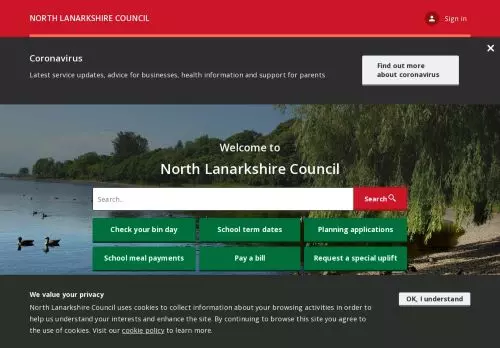 NORTH LANARKSHIRE COUNCIL
Sign in
Coronavirus
Latest service updates, advice for businesses, health information and support for parents
Find out more
about coronavirus
Welcome to
North Lanarkshire Council
Search..
Search
Check your bin day
School term dates
Planning applications
School meal payments
Pay a bill
Request a special uplift
We value your privacy
North Lanarkshire Council uses cookies to collect information about your browsing activities in order to
help us understand your interests and enhance the site. By continuing to browse this site you agree to
the use of cookies. Visit our cookie policy to learn more.
OK, I understand